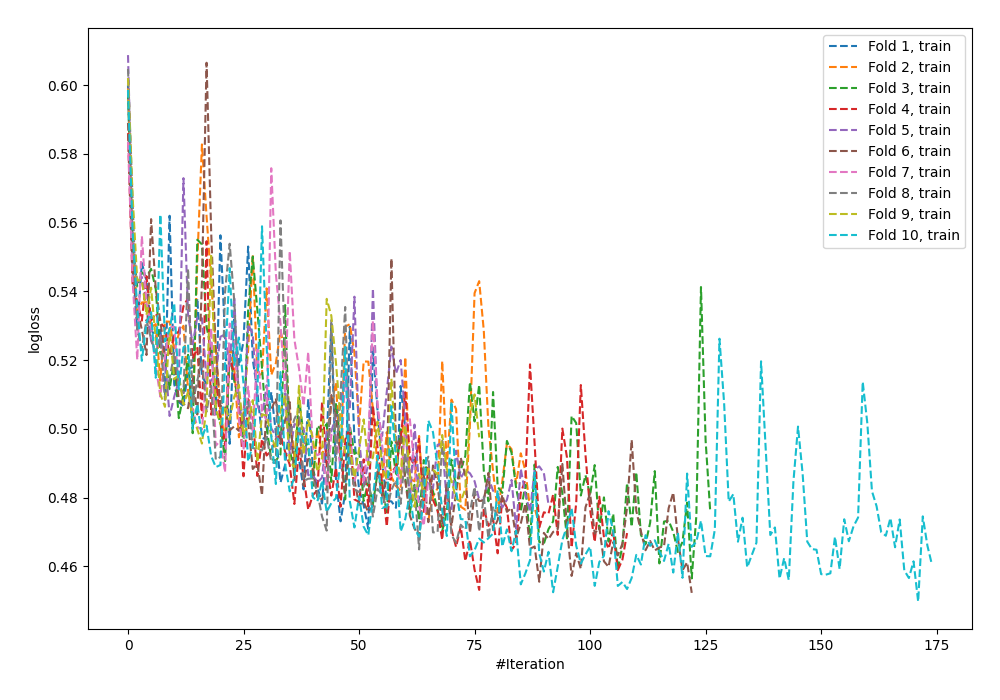 0.60
0.58
0.56
0.54
0.52
0.50
0.48
0.46
logloss
0
25
50
75
100
125
150
175
#Iteration
Fold 1, train
Fold 2, train
Fold 3, train
Fold 4, train
Fold 5, train
Fold 6, train
Fold 7, train
Fold 8, train
Fold 9, train
Fold 10, train